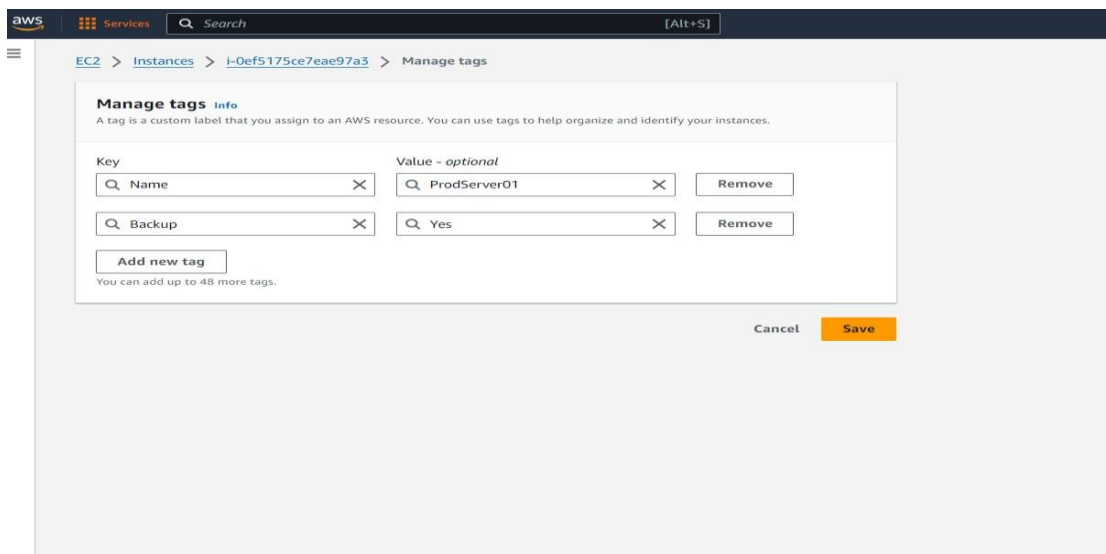 aws Services Search [Alt+S]
EC2 > Instances > i-0ef5175ce7eae97a3 > Manage tags
Manage tags Info
A tag is a custom label that you assign to an AWS resource. You can use tags to help organize and identify your instances.
Key Value - optional
Name ProdServer01 Remove
Backup Yes Remove
Add new tag
You can add up to 48 more tags.
Cancel Save